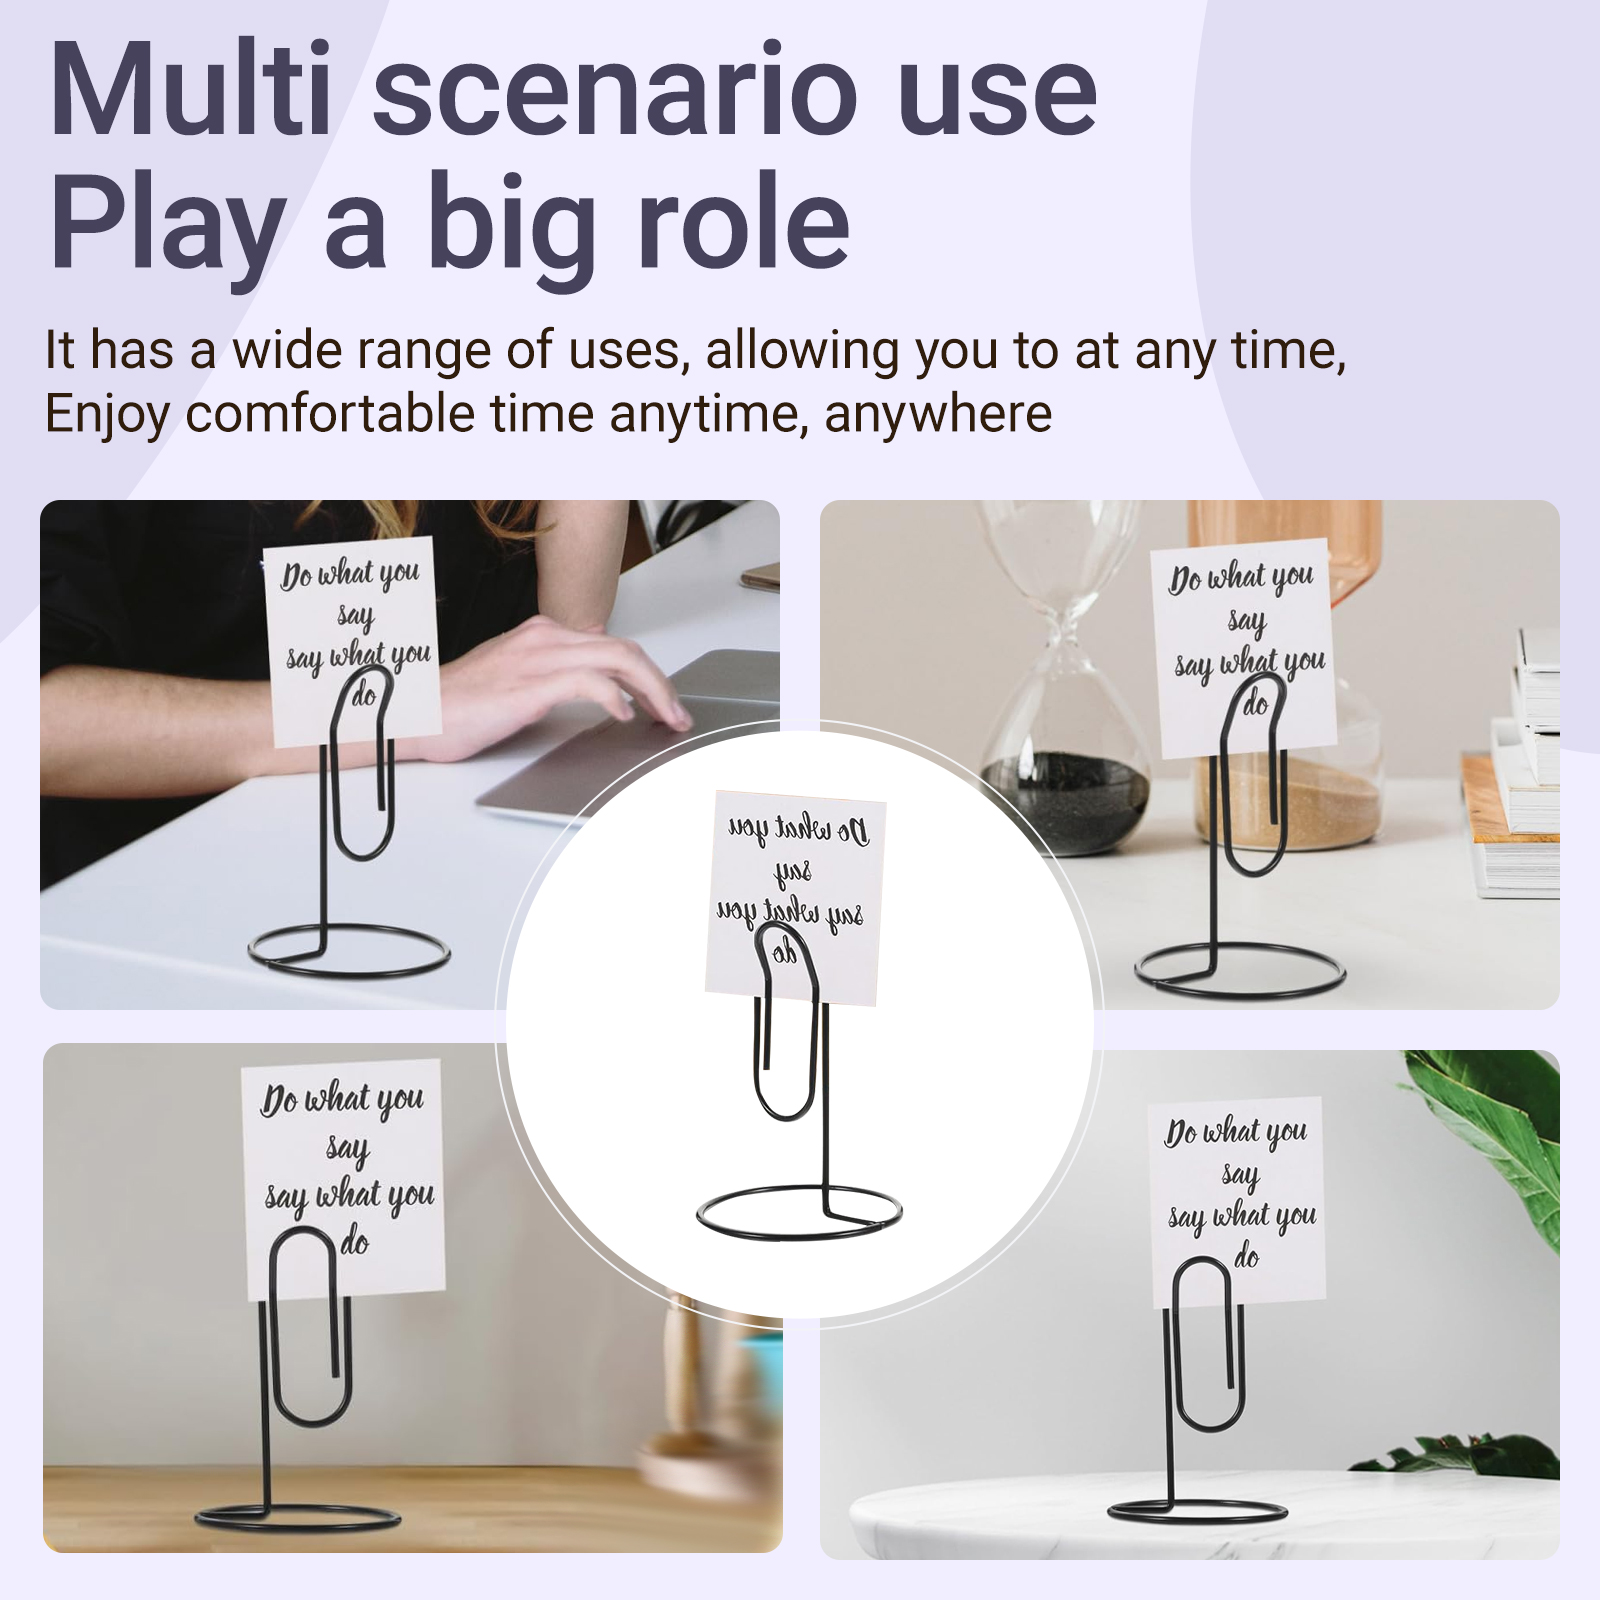 Multi scenario use
Play a big role
It has a wide range of uses, allowing you to at any time,
Enjoy comfortable time anytime, anywhere
Do what you
say
say what you
do
Do what you
say
say what you
do
Do what you
say
say what you
do
Do what you
say
say what you
do
Do what you
say
say what you
do